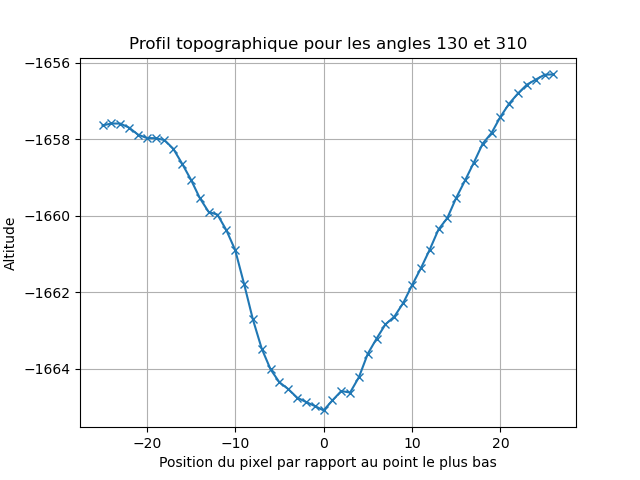 Profil topographique pour les angles 130 et 310
−1656
−1658
−1660
−1662
−1664
Altitude
−20 −10 0 10 20
Position du pixel par rapport au point le plus bas